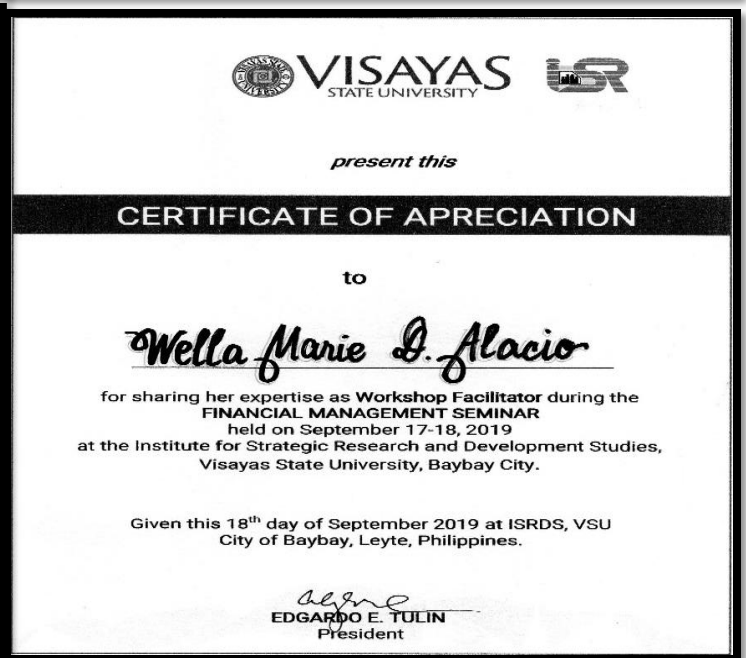 VISAYAS
STATE UNIVERSITY
present this
CERTIFICATE OF APRECIATION
to
Wella Marie D. Alacio
for sharing her expertise as Workshop Facilitator during the
FINANCIAL MANAGEMENT SEMINAR
held on September 17-18, 2019
at the Institute for Strategic Research and Development Studies,
Visayas State University, Baybay City.
Given this 18th day of September 2019 at ISRDS, VSU
City of Baybay, Leyte, Philippines.
EDGARDO E. TULIN
President